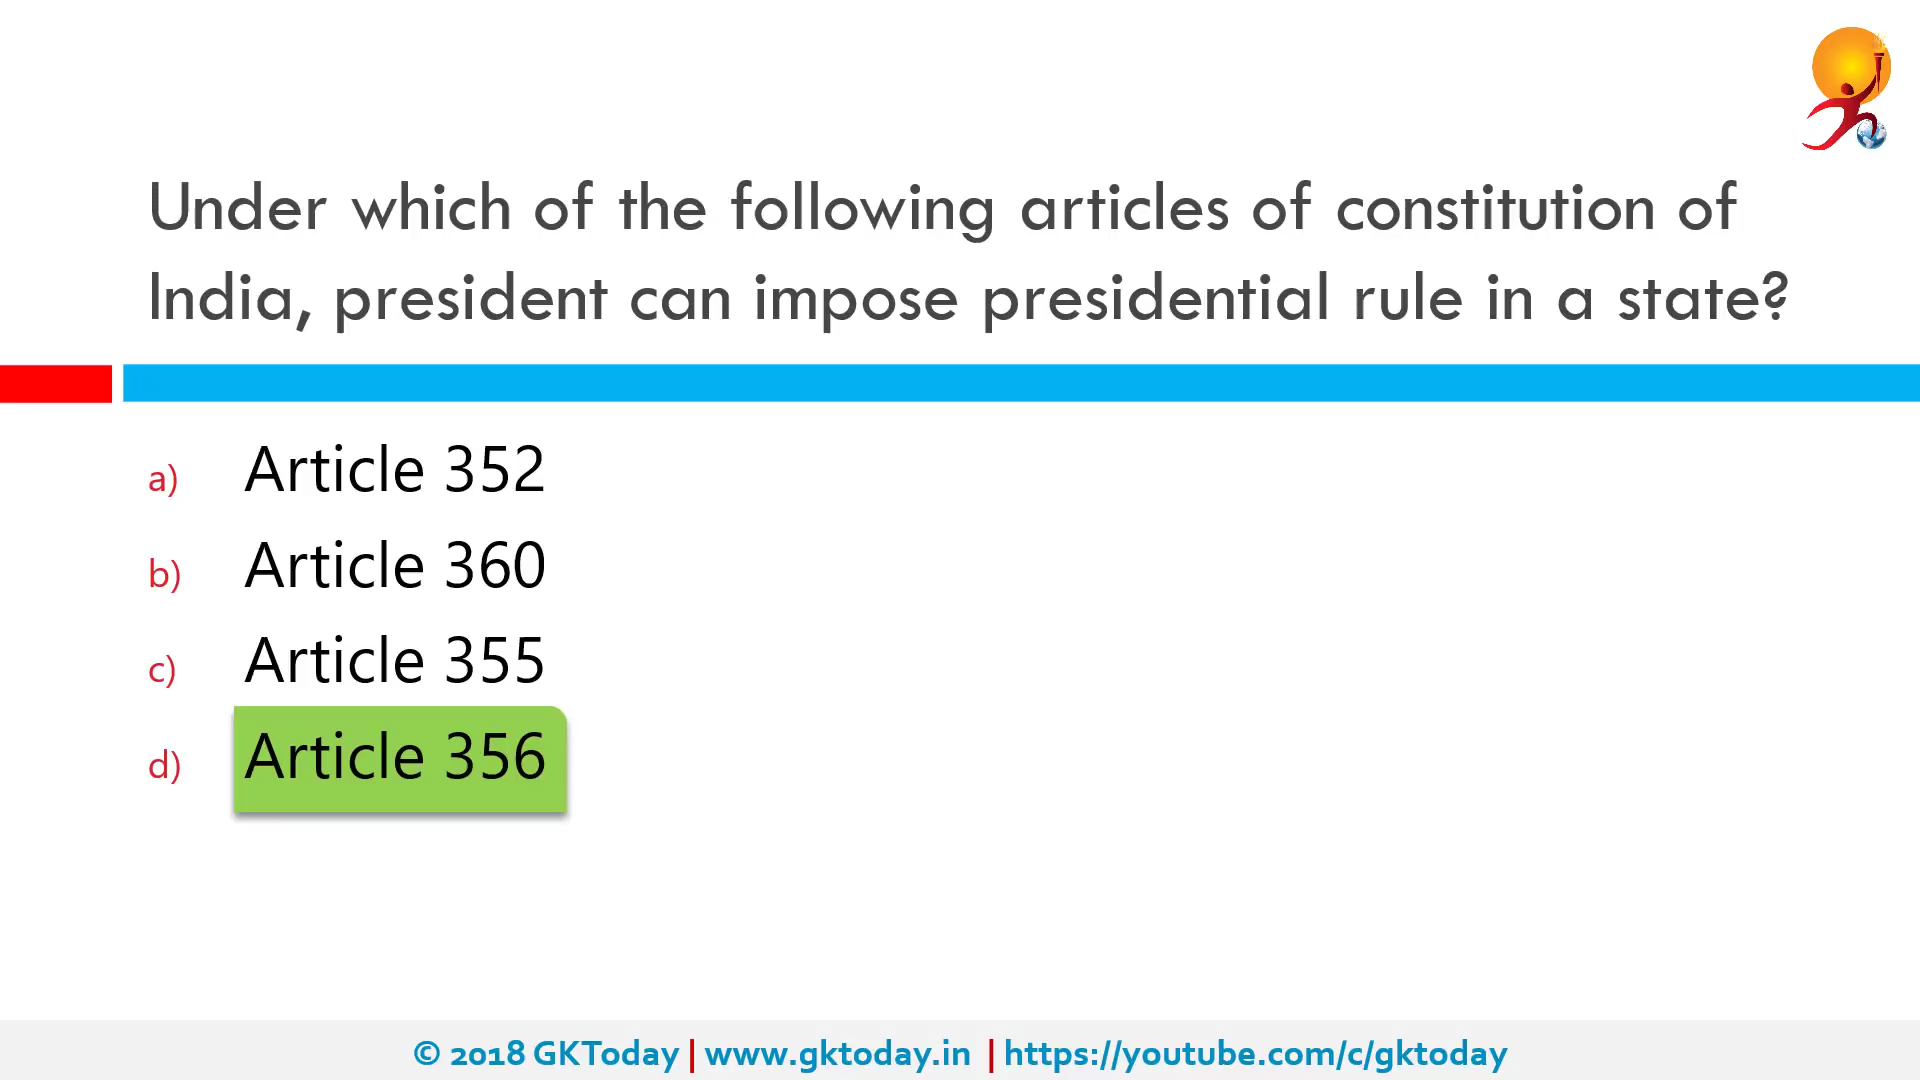 Under which of the following articles of constitution of
India, president can impose presidential rule in a state?
a) Article 352
b) Article 360
c) Article 355
d) Article 356
© 2018 GKToday | www.gktoday.in | https://youtube.com/c/gktoday